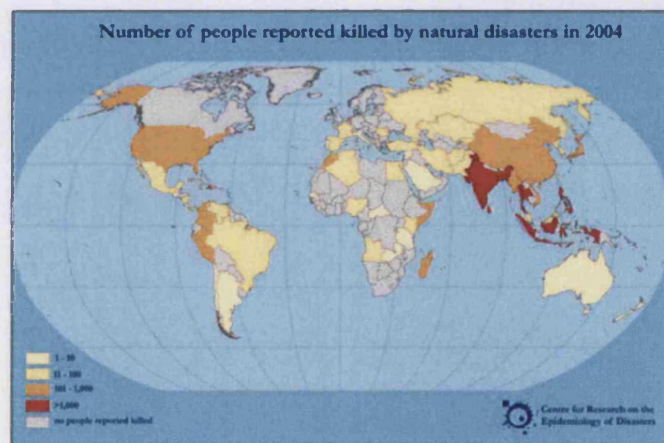 Number of people reported killed by natural disasters in 2004
1 - 10
11 - 100
101 - 1,000
>1,000
no people reported killed
Centre for Research on the
Epidemiology of Disasters